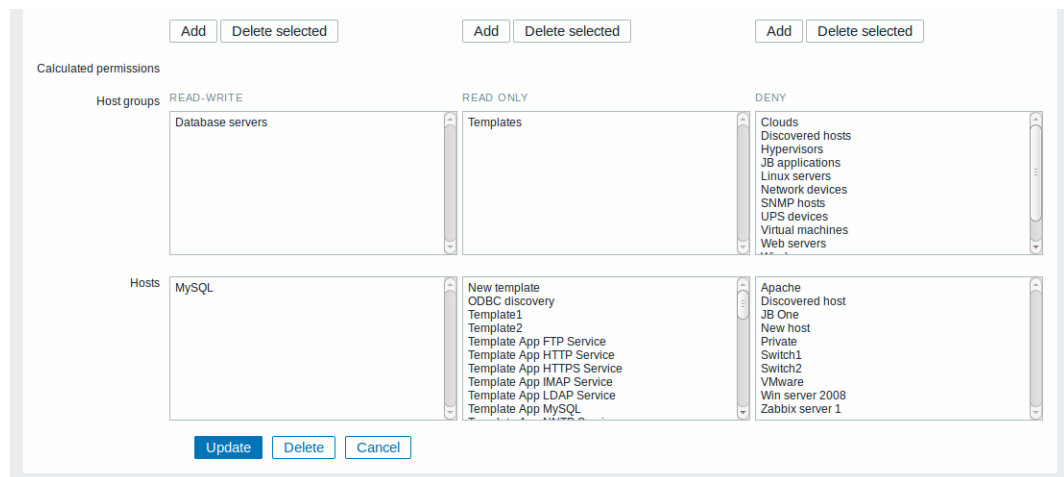 Add Delete selected Add Delete selected Add Delete selected
Calculated permissions
Host groups READ-WRITE READ ONLY DENY
Database servers
Templates
Clouds
Discovered hosts
Hypervisors
JB applications
Linux servers
Network devices
SNMP hosts
UPS devices
Virtual machines
Web servers
Hosts
MySQL
New template
ODBC discovery
Template1
Template2
Template App FTP Service
Template App HTTP Service
Template App HTTPS Service
Template App IMAP Service
Template App LDAP Service
Template App MySQL
Apache
Discovered host
JB One
New host
Private
Switch1
Switch2
VMware
Win server 2008
Zabbix server 1
Update Delete Cancel